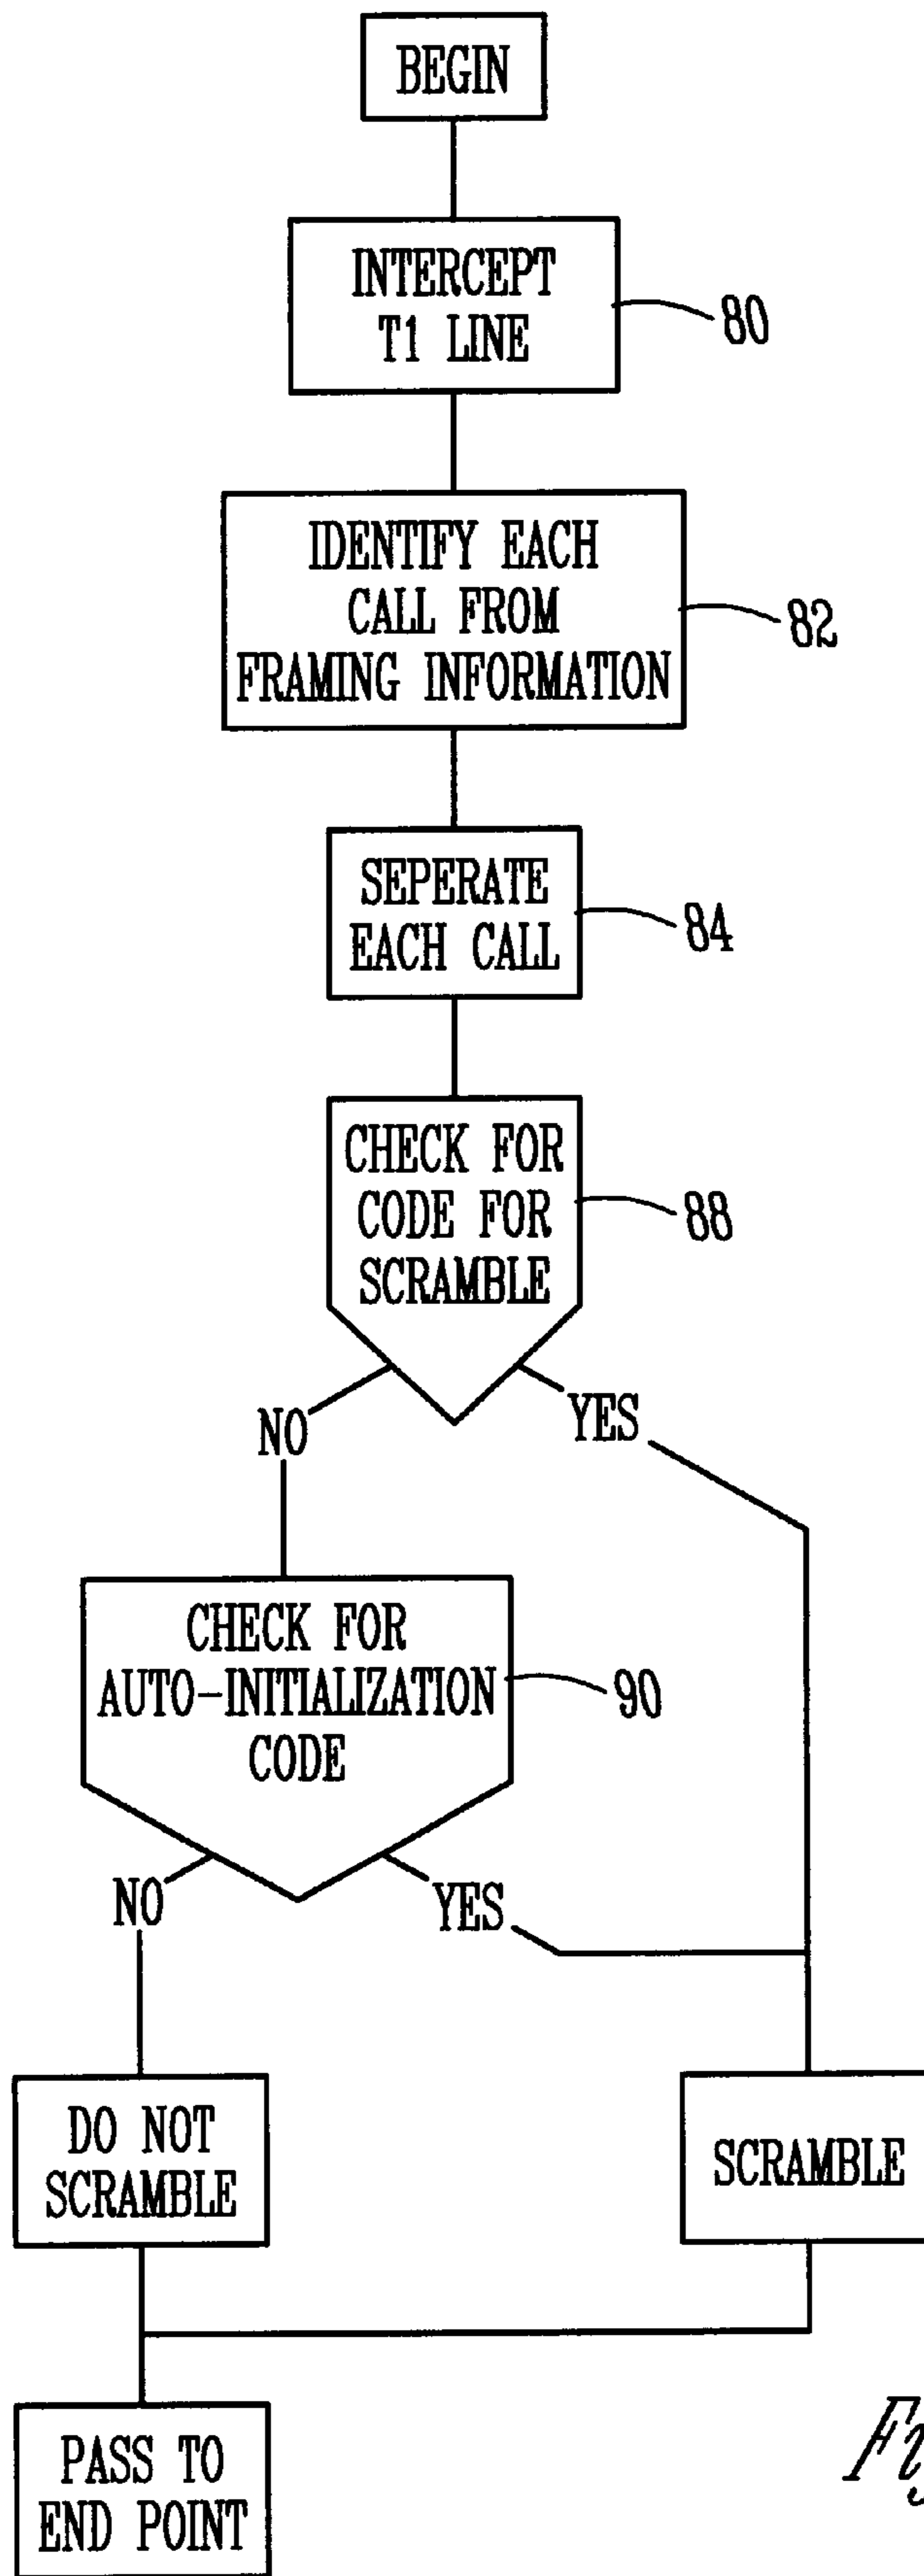 BEGIN
INTERCEPT
T1 LINE
80
IDENTIFY EACH
CALL FROM
FRAMING INFORMATION
82
SEPERATE
EACH CALL
84
CHECK FOR
CODE FOR
SCRAMBLE
88
NO
YES
CHECK FOR
AUTO-INITIALIZATION
CODE
90
NO
YES
DO NOT
SCRAMBLE
SCRAMBLE
PASS TO
END POINT